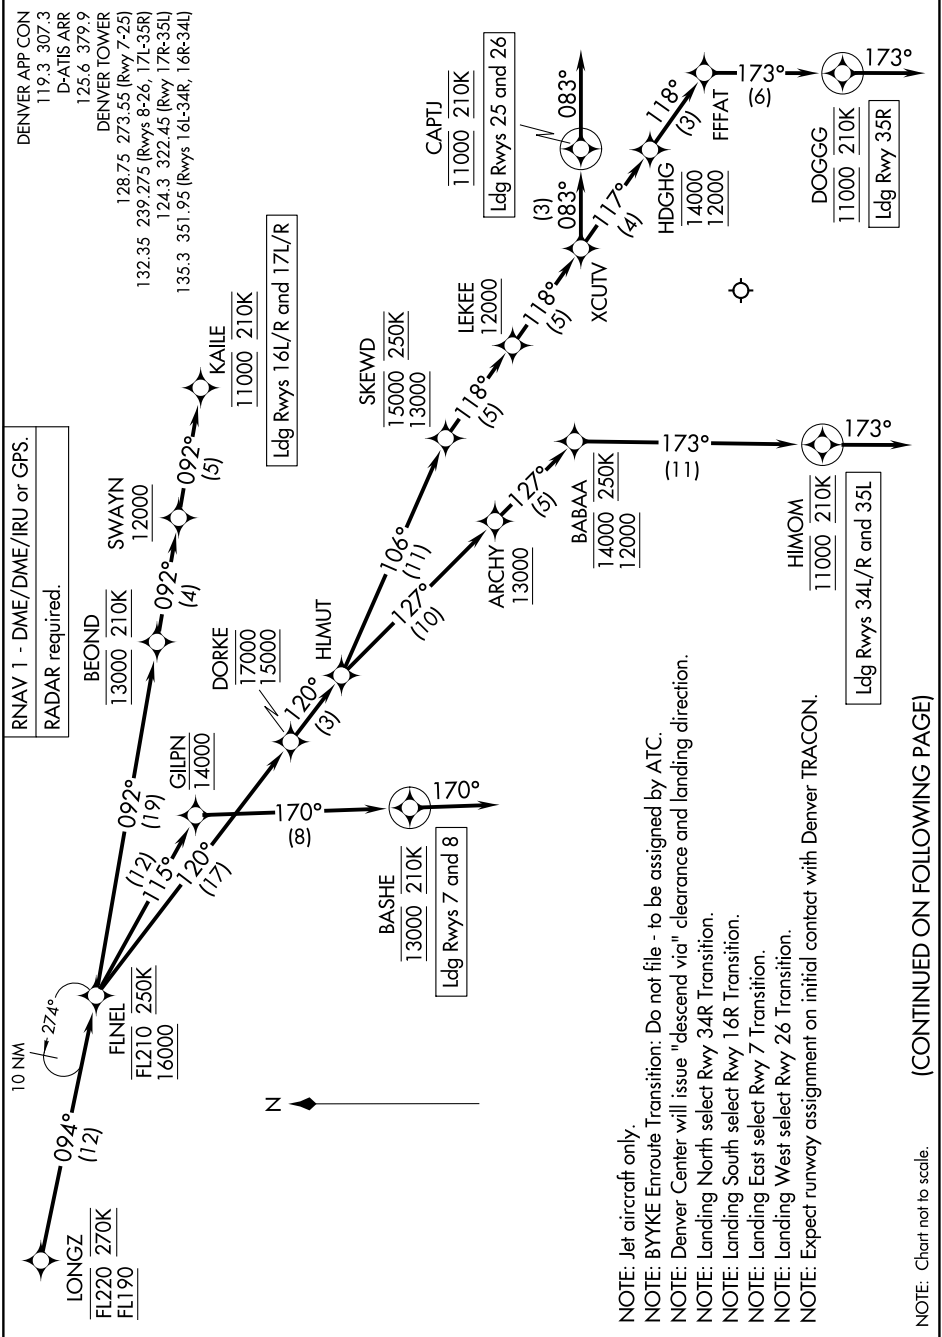 RNAV 1 - DME/DME/IRU or GPS.
RADAR required.
DENVER APP CON
119.3 307.3
D-ATIS ARR
125.6 379.9
DENVER TOWER
128.75 273.55 (Rwy 7-25)
132.35 239.275 (Rwys 8-26, 17L-35R)
124.3 322.45 (Rwy 17R-35L)
135.3 351.95 (Rwys 16L-34R, 16R-34L)
10 NM
274°
LONGZ
FL220 270K
FL190
094°
(12)
FLNEL
FL210 250K
16000
092°
(19)
BEOND
13000 210K
092°
(4)
SWAYN
12000
092°
(5)
KAILE
11000 210K
Ldg Rwys 16L/R and 17L/R
(12)
115°
GILPN
14000
170°
(8)
BASHE
13000 210K
Ldg Rwys 7 and 8
170°
120°
(17)
DORKE
17000
15000
120°
(3)
HLMUT
106°
(11)
SKEWD
15000 250K
13000
118°
(5)
LEKEE
12000
118°
(5)
XCUTV
(3)
083°
CAPTJ
11000 210K
Ldg Rwys 25 and 26
083°
117°
(4)
HDGHG
14000
12000
118°
(3)
FFFAT
173°
(6)
DOGGG
11000 210K
Ldg Rwy 35R
173°
127°
(10)
ARCHY
13000
127°
(5)
BABAA
14000 250K
12000
173°
(11)
HIMOM
11000 210K
Ldg Rwys 34L/R and 35L
173°
N
NOTE: Jet aircraft only.
NOTE: BYYKE Enroute Transition: Do not file - to be assigned by ATC.
NOTE: Denver Center will issue "descend via" clearance and landing direction.
NOTE: Landing North select Rwy 34R Transition.
NOTE: Landing South select Rwy 16R Transition.
NOTE: Landing East select Rwy 7 Transition.
NOTE: Landing West select Rwy 26 Transition.
NOTE: Expect runway assignment on initial contact with Denver TRACON.
NOTE: Chart not to scale.
(CONTINUED ON FOLLOWING PAGE)